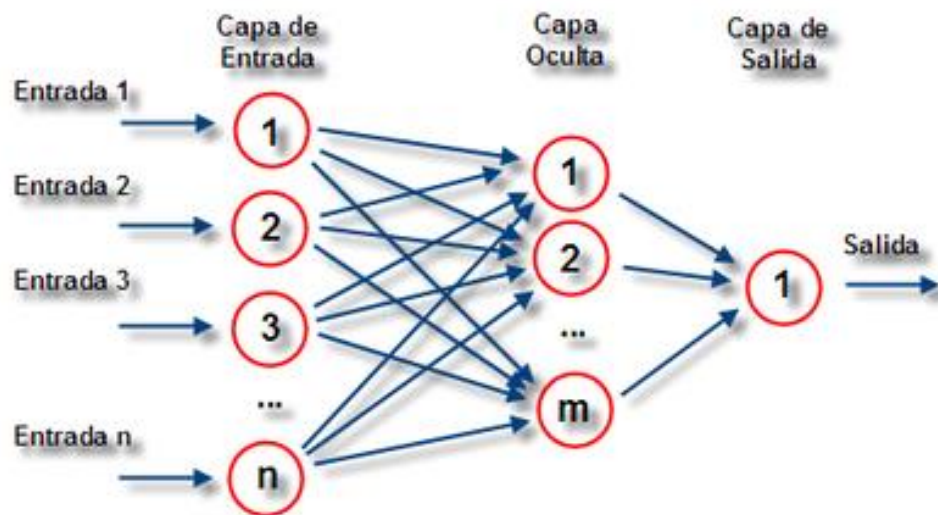 Capa de
Entrada
Capa
Oculta
Capa de
Salida
Entrada 1
1
Entrada 2
2
Entrada 3
3
...
Entrada n
n
1
2
...
m
1
Salida